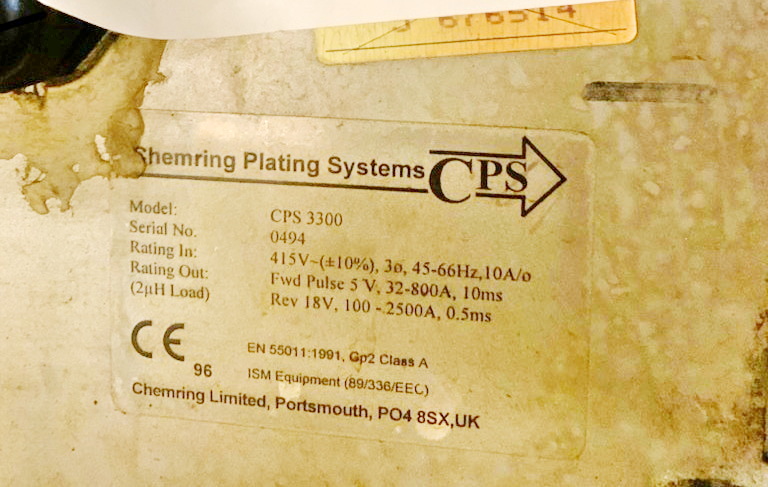 Chemring Plating Systems CPS
Model: CPS 3300
Serial No. 0494
Rating In: 415V~(±10%), 3ø, 45-66Hz,10A/o
Rating Out: Fwd Pulse 5 V, 32-800A, 10ms
(2µH Load) Rev 18V, 100 - 2500A, 0.5ms
CE 96
EN 55011:1991, Gp2 Class A
ISM Equipment (89/336/EEC)
Chemring Limited, Portsmouth, PO4 8SX,UK